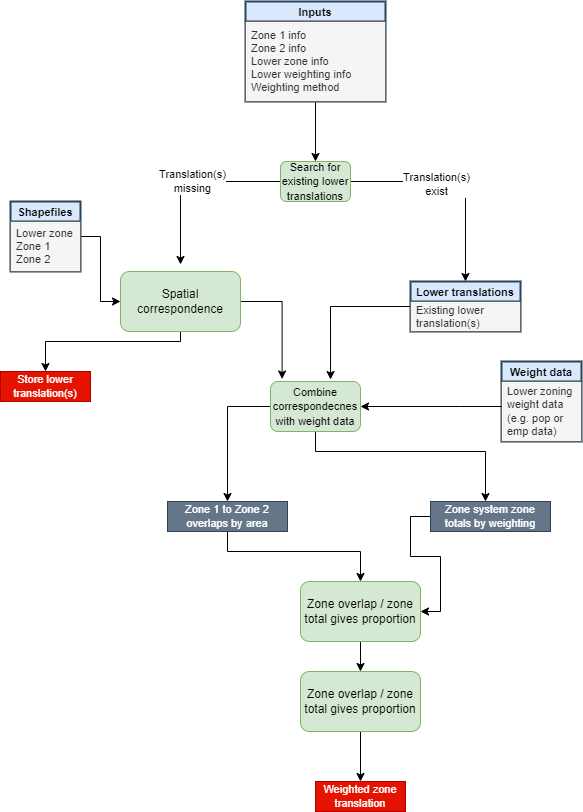 Inputs
Zone 1 info
Zone 2 info
Lower zone info
Lower weighting info
Weighting method
Search for
existing lower
translations
Translation(s)
missing
Translation(s)
exist
Shapefiles
Lower zone
Zone 1
Zone 2
Spatial
correspondence
Lower translations
Existing lower
translation(s)
Store lower
translation(s)
Combine
correspondecnes
with weight data
Weight data
Lower zoning
weight data
(e.g. pop or
emp data)
Zone 1 to Zone 2
overlaps by area
Zone system zone
totals by weighting
Zone overlap / zone
total gives proportion
Zone overlap / zone
total gives proportion
Weighted zone
translation